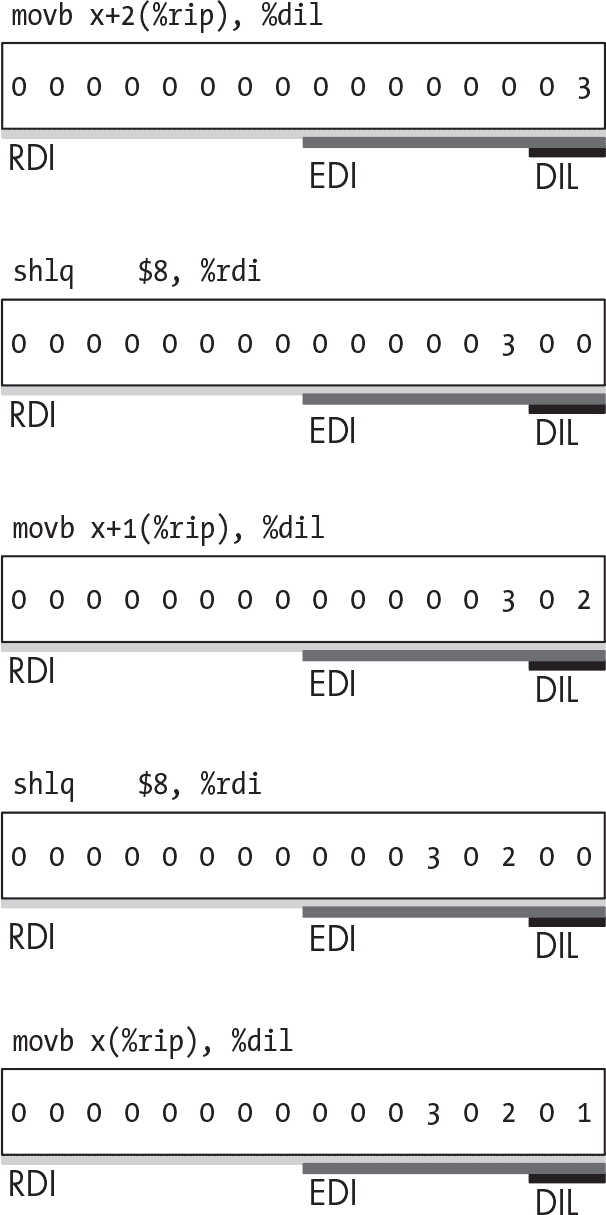 movb x+2(%rip), %dil
0 0 0 0 0 0 0 0 0 0 0 0 0 0 0 3
RDI EDI DIL
shlq $8, %rdi
0 0 0 0 0 0 0 0 0 0 0 0 0 3 0 0
RDI EDI DIL
movb x+1(%rip), %dil
0 0 0 0 0 0 0 0 0 0 0 0 0 3 0 2
RDI EDI DIL
shlq $8, %rdi
0 0 0 0 0 0 0 0 0 0 0 3 0 2 0 0
RDI EDI DIL
movb x(%rip), %dil
0 0 0 0 0 0 0 0 0 0 0 3 0 2 0 1
RDI EDI DIL